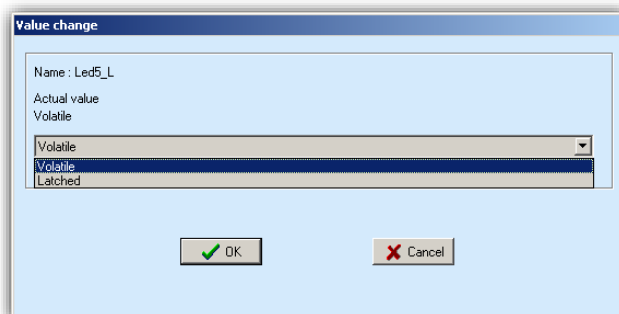 Value change
Name : Led5_L
Actual value
Volatile
Volatile
Volatile
Latched
OK
Cancel